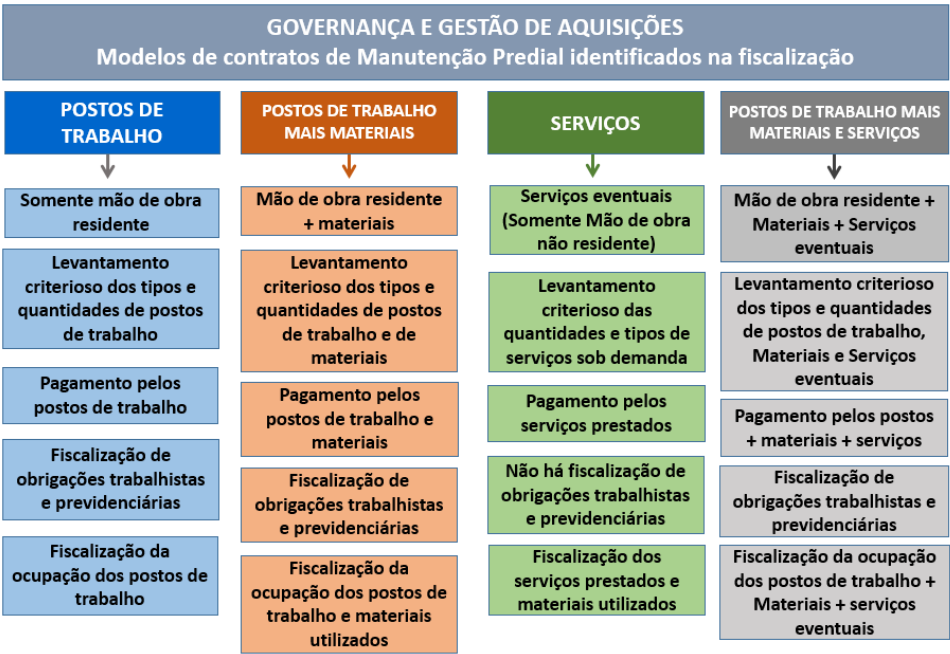 GOVERNANÇA E GESTÃO DE AQUISIÇÕES
Modelos de contratos de Manutenção Predial identificados na fiscalização
POSTOS DE
TRABALHO
Somente mão de obra
residente
Levantamento
criterioso dos tipos e
quantidades de postos
de trabalho
Pagamento pelos
postos de trabalho
Fiscalização de
obrigações trabalhistas
e previdenciárias
Fiscalização da
ocupação dos postos de
trabalho
POSTOS DE TRABALHO
MAIS MATERIAIS
Mão de obra residente
+ materiais
Levantamento
criterioso dos tipos e
quantidades de postos
de trabalho e de
materiais
Pagamento pelos
postos de trabalho e
materiais
Fiscalização de
obrigações trabalhistas
e previdenciárias
Fiscalização da
ocupação dos postos de
trabalho e materiais
utilizados
SERVIÇOS
Serviços eventuais
(Somente Mão de obra
não residente)
Levantamento
criterioso das
quantidades e tipos de
serviços sob demanda
Pagamento pelos
serviços prestados
Não há fiscalização de
obrigações trabalhistas
e previdenciárias
Fiscalização dos
serviços prestados e
materiais utilizados
POSTOS DE TRABALHO MAIS
MATERIAIS E SERVIÇOS
Mão de obra residente +
Materiais + Serviços
eventuais
Levantamento criterioso
dos tipos e quantidades
de postos de trabalho,
Materiais e Serviços
eventuais
Pagamento pelos postos
+ materiais + serviços
Fiscalização de
obrigações trabalhistas e
previdenciárias
Fiscalização da ocupação
dos postos de trabalho +
Materiais + serviços
eventuais